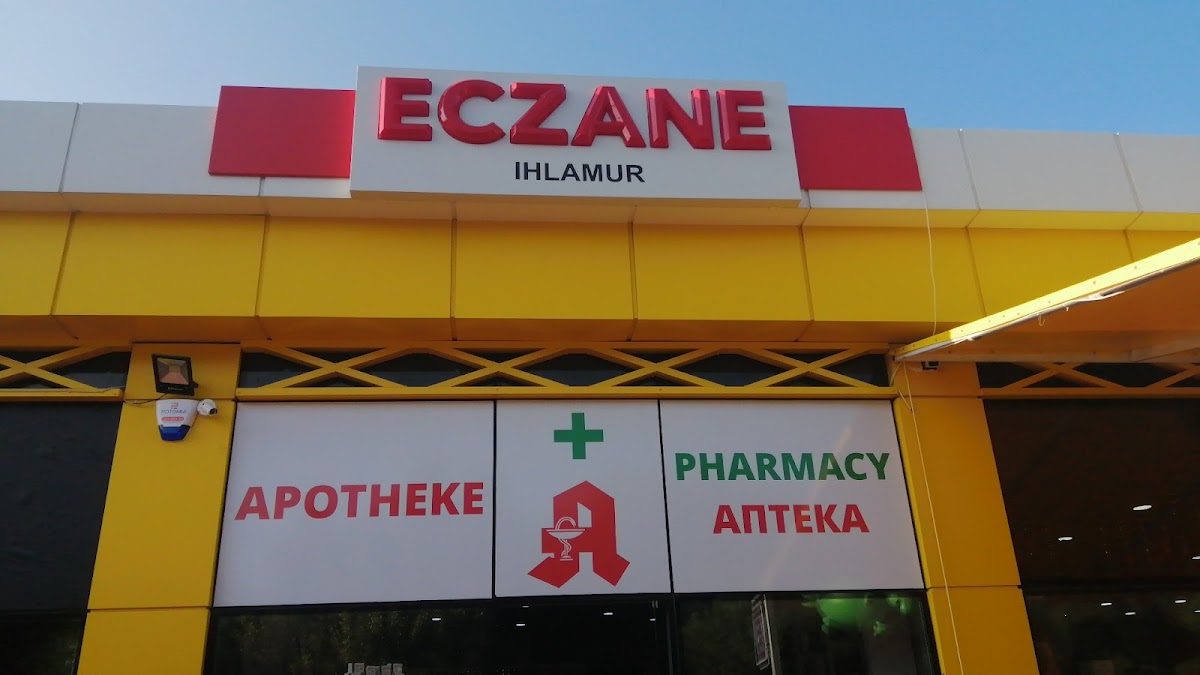 ECZANE
IHLAMUR
APOTHEKE
PHARMACY
АПТЕКА